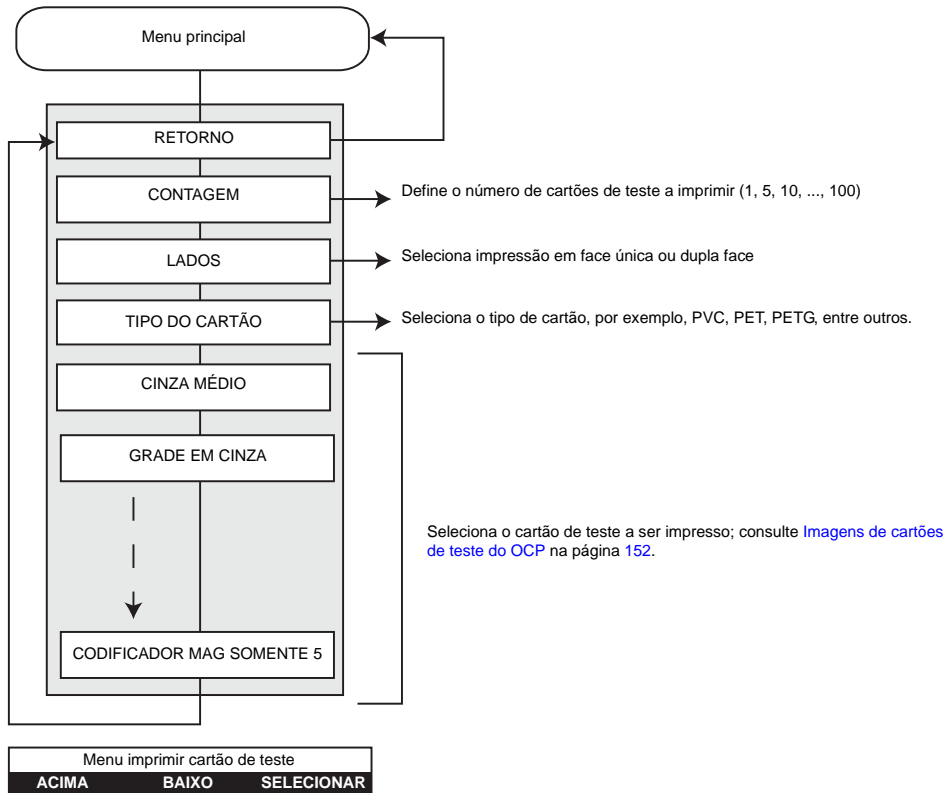 Menu principal
RETORNO
CONTAGEM
Define o número de cartões de teste a imprimir (1, 5, 10, ..., 100)
LADOS
Seleciona impressão em face única ou dupla face
TIPO DO CARTÃO
Seleciona o tipo de cartão, por exemplo, PVC, PET, PETG, entre outros.
CINZA MÉDIO
GRADE EM CINZA
Seleciona o cartão de teste a ser impresso; consulte Imagens de cartões
de teste do OCP na página 152.
CODIFICADOR MAG SOMENTE 5
Menu imprimir cartão de teste
ACIMA BAIXO SELECIONAR